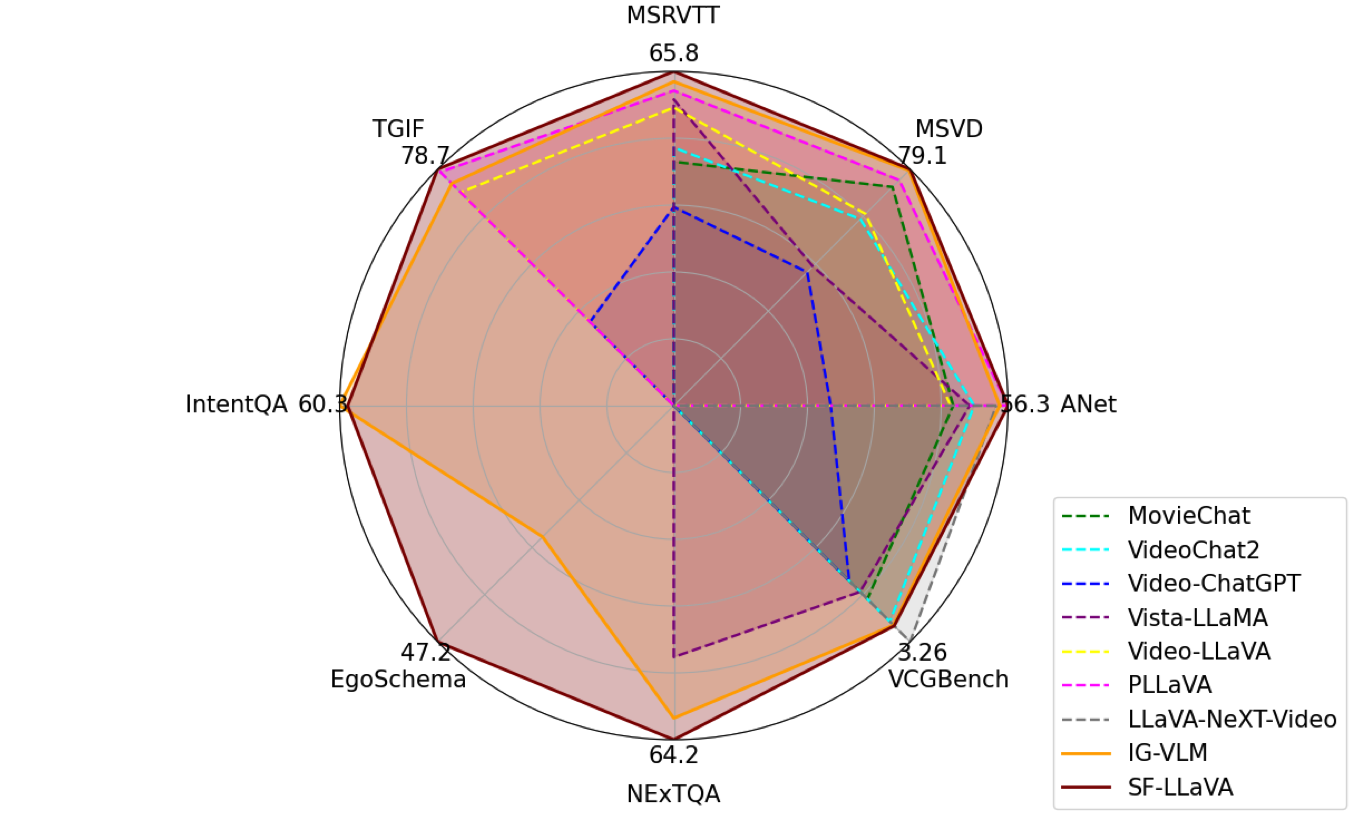 MSRVTT
65.8
TGIF
78.7
MSVD
79.1
IntentQA 60.3
56.3 ANet
47.2
EgoSchema
3.26
VCGBench
64.2
NExTQA
MovieChat
VideoChat2
Video-ChatGPT
Vista-LLaMA
Video-LLaVA
PLLaVA
LLaVA-NeXT-Video
IG-VLM
SF-LLaVA